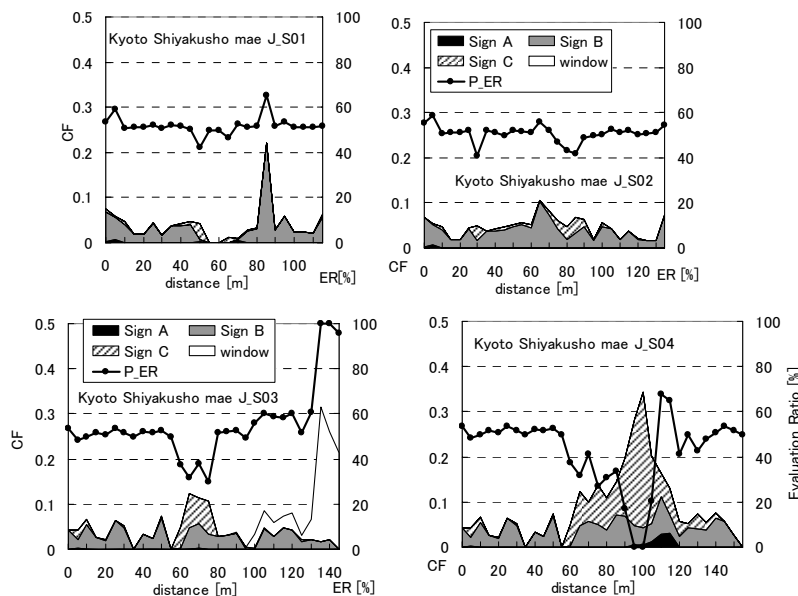 0.5
0.4
0.3
0.2
0.1
0
CF
100
80
60
40
20
0
Kyoto Shiyakusho mae J_S01
0 20 40 60 80 100
distance [m]
ER[%]
0.5
0.4
0.3
0.2
0.1
0
CF
100
80
60
40
20
0
Sign A Sign B
Sign C window
P_ER
Kyoto Shiyakusho mae J_S02
0 20 40 60 80 100 120
distance [m]
ER [%]
0.5
0.4
0.3
0.2
0.1
0
CF
100
80
60
40
20
0
Sign A Sign B
Sign C window
P_ER
Kyoto Shiyakusho mae J_S03
0 20 40 60 80 100 120 140
distance [m]
ER [%]
0.5
0.4
0.3
0.2
0.1
0
CF
100
80
60
40
20
0
Kyoto Shiyakusho mae J_S04
0 20 40 60 80 100 120 140
distance [m]
Evaluation Ratio [%]